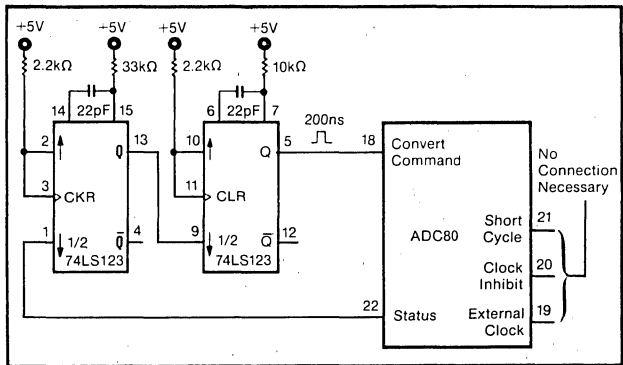 +5V +5V +5V +5V
2.2kΩ 33kΩ 2.2kΩ 10kΩ
14 22pF 15 6 22pF 7
2 ↑ Q 13 10 ↑ Q 5 200ns 18 Convert Command
3 CKR 11 CLR
1 ↓ 1/2 Q̅ 4 9 ↓ 1/2 Q̅ 12
74LS123 74LS123
ADC80
No
Connection
Necessary
Short Cycle 21
Clock Inhibit 20
22 Status External Clock 19